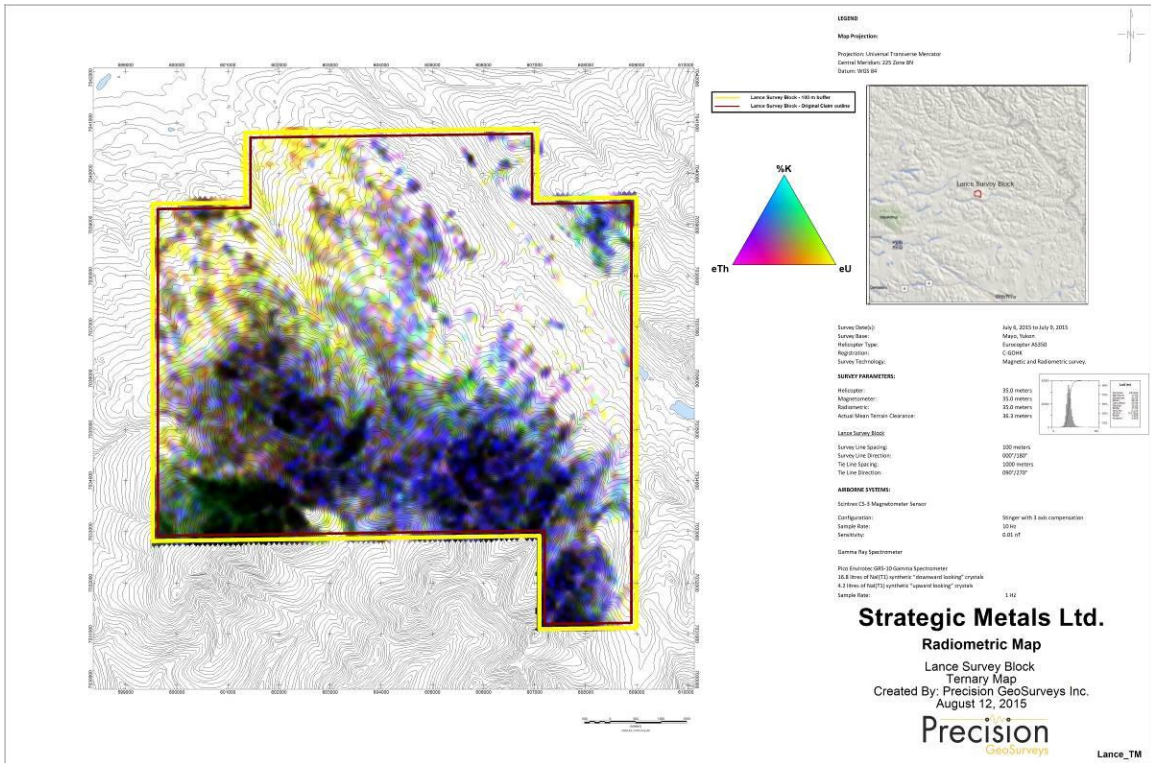 LEGEND
Map Projection:
Projection: Universal Transverse Mercator
Central Meridian: 225 Zone 8N
Datum: WGS 84
N
Lance Survey Block - 100 m buffer
Lance Survey Block - Original Claim outline
%K
eTh
eU
Lance Survey Block
Survey Date(s): July 6, 2015 to July 9, 2015
Survey Base: Mayo, Yukon
Helicopter Type: Eurocopter AS350
Registration: C-GOHK
Survey Technology: Magnetic and Radiometric survey.
SURVEY PARAMETERS:
Helicopter: 35.0 meters
Magnetometer: 35.0 meters
Radiometric: 35.0 meters
Actual Mean Terrain Clearance: 36.3 meters
Lance Survey Block
Survey Line Spacing: 100 meters
Survey Line Direction: 000°/180°
Tie Line Spacing: 1000 meters
Tie Line Direction: 090°/270°
AIRBORNE SYSTEMS:
Scintrex CS-3 Magnetometer Sensor
Configuration: Stinger with 3 axis compensation
Sample Rate: 10 Hz
Sensitivity: 0.01 nT
Gamma Ray Spectrometer
Pico Envirotec GRS-10 Gamma Spectrometer
16.8 litres of NaI(T1) synthetic "downward looking" crystals
4.2 litres of NaI(T1) synthetic "upward looking" crystals
Sample Rate: 1 Hz
Strategic Metals Ltd.
Radiometric Map
Lance Survey Block
Ternary Map
Created By: Precision GeoSurveys Inc.
August 12, 2015
Precision
GeoSurveys
Lance_TM